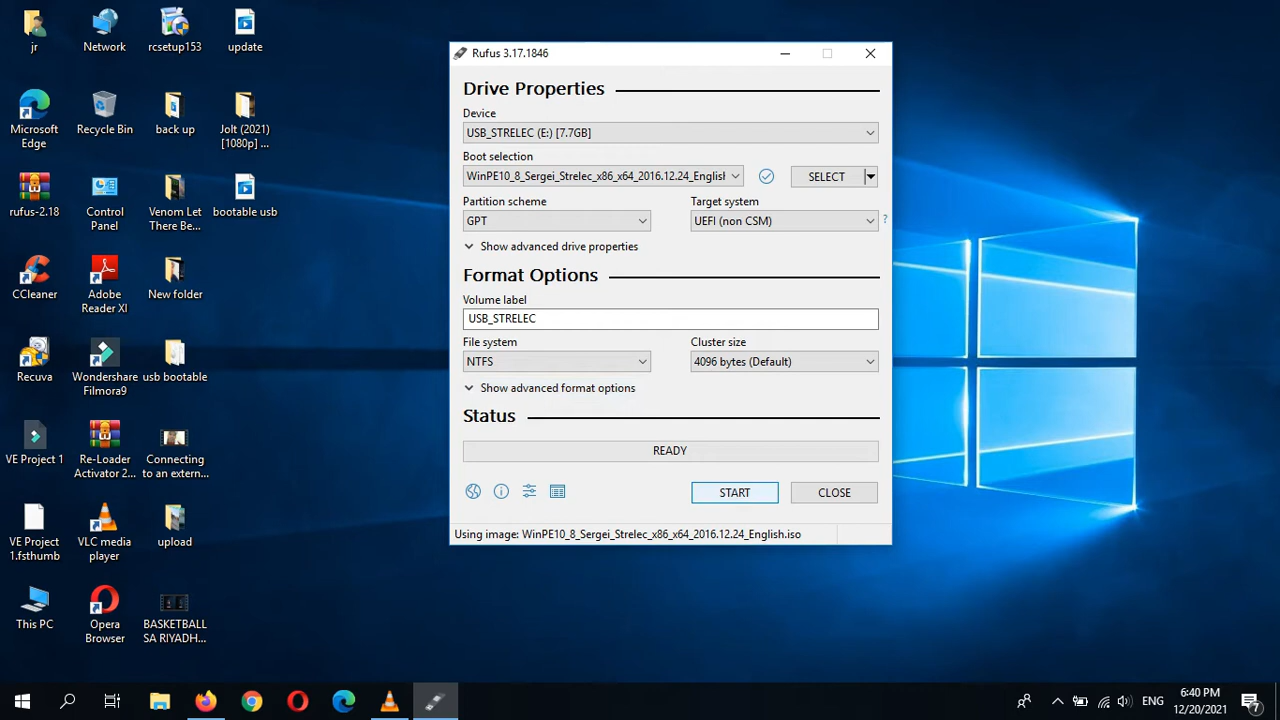 jr
Network
rcsetup153
update
Microsoft
Edge
Recycle Bin
back up
Jolt (2021)
[1080p] ...
rufus-2.18
Control
Panel
Venom Let
There Be...
bootable usb
CCleaner
Adobe
Reader XI
New folder
Recuva
Wondershare
Filmora9
usb bootable
VE Project 1
Re-Loader
Activator 2...
Connecting
to an extern...
VE Project
1.fsthumb
VLC media
player
upload
This PC
Opera
Browser
BASKETBALL
SA RIYADH...
Rufus 3.17.1846
Drive Properties
Device
USB_STRELEC (E:) [7.7GB]
Boot selection
WinPE10_8_Sergei_Strelec_x86_x64_2016.12.24_English
SELECT
Partition scheme
Target system
GPT
UEFI (non CSM)
?
Show advanced drive properties
Format Options
Volume label
USB_STRELEC
File system
Cluster size
NTFS
4096 bytes (Default)
Show advanced format options
Status
READY
START
CLOSE
Using image: WinPE10_8_Sergei_Strelec_x86_x64_2016.12.24_English.iso
ENG
6:40 PM
12/20/2021
7